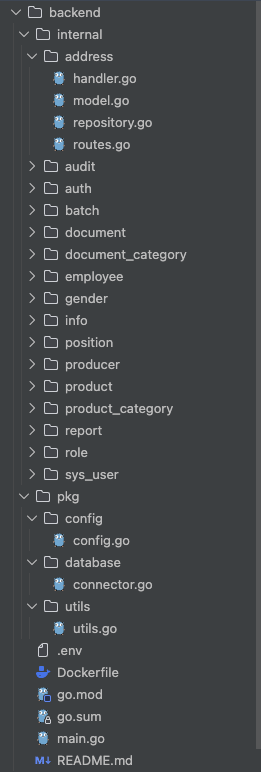 backend
internal
address
handler.go
model.go
repository.go
routes.go
audit
auth
batch
document
document_category
employee
gender
info
position
producer
product
product_category
report
role
sys_user
pkg
config
config.go
database
connector.go
utils
utils.go
.env
Dockerfile
go.mod
go.sum
main.go
M↓ README.md